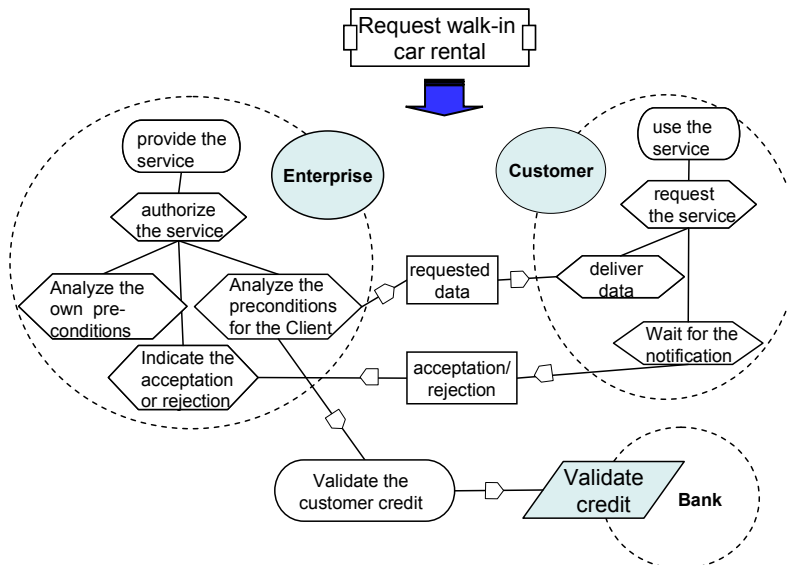 Request walk-in
car rental
provide the
service
Enterprise
Customer
use the
service
authorize
the service
request
the service
Analyze the
own pre-
conditions
Analyze the
preconditions
for the Client
requested
data
deliver
data
Indicate the
acceptation
or rejection
acceptation/
rejection
Wait for the
notification
Validate the
customer credit
Validate
credit
Bank